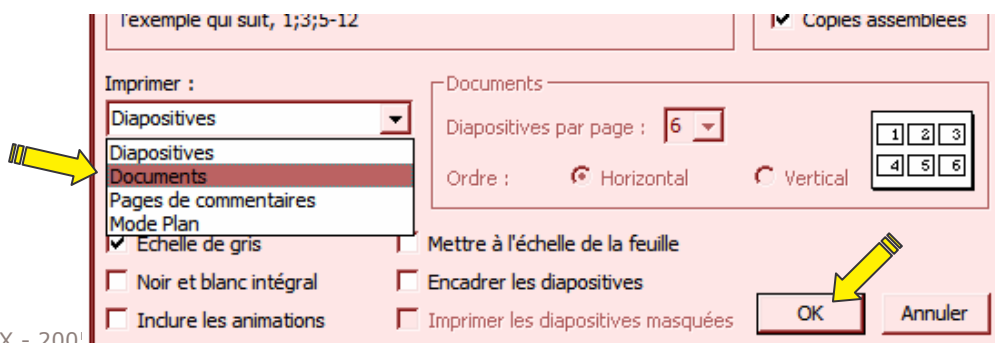 l'exemple qui suit, 1;3;5-12
Copies assemblées
Imprimer :
Documents
Diapositives
Diapositives par page : 6
1 2 3
4 5 6
Diapositives
Documents
Pages de commentaires
Mode Plan
Ordre : Horizontal Vertical
Echelle de gris
Mettre à l'échelle de la feuille
Noir et blanc intégral
Encadrer les diapositives
Inclure les animations
Imprimer les diapositives masquées
OK
Annuler
X - 200